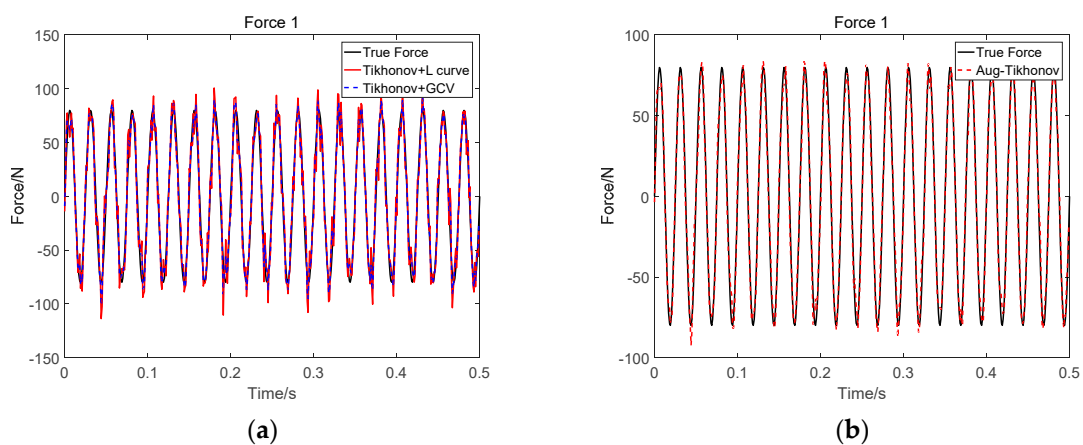 Force 1
150
100
50
0
-50
-100
-150
Force/N
True Force
Tikhonov+L curve
Tikhonov+GCV
0 0.1 0.2 0.3 0.4 0.5
Time/s
(a)
Force 1
100
50
0
-50
-100
Force/N
True Force
Aug-Tikhonov
0 0.1 0.2 0.3 0.4 0.5
Time/s
(b)